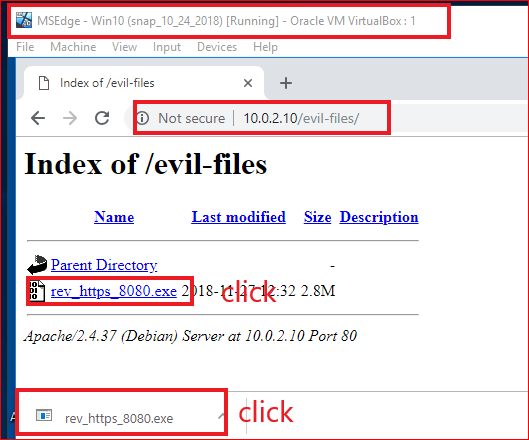 MSEdge - Win10 (snap_10_24_2018) [Running] - Oracle VM VirtualBox : 1
File Machine View Input Devices Help
Index of /evil-files
Not secure 10.0.2.10/evil-files/
Index of /evil-files
Name Last modified Size Description
Parent Directory -
rev_https_8080.exe 2018-11-27 12:32 2.8M click
Apache/2.4.37 (Debian) Server at 10.0.2.10 Port 80
rev_https_8080.exe click